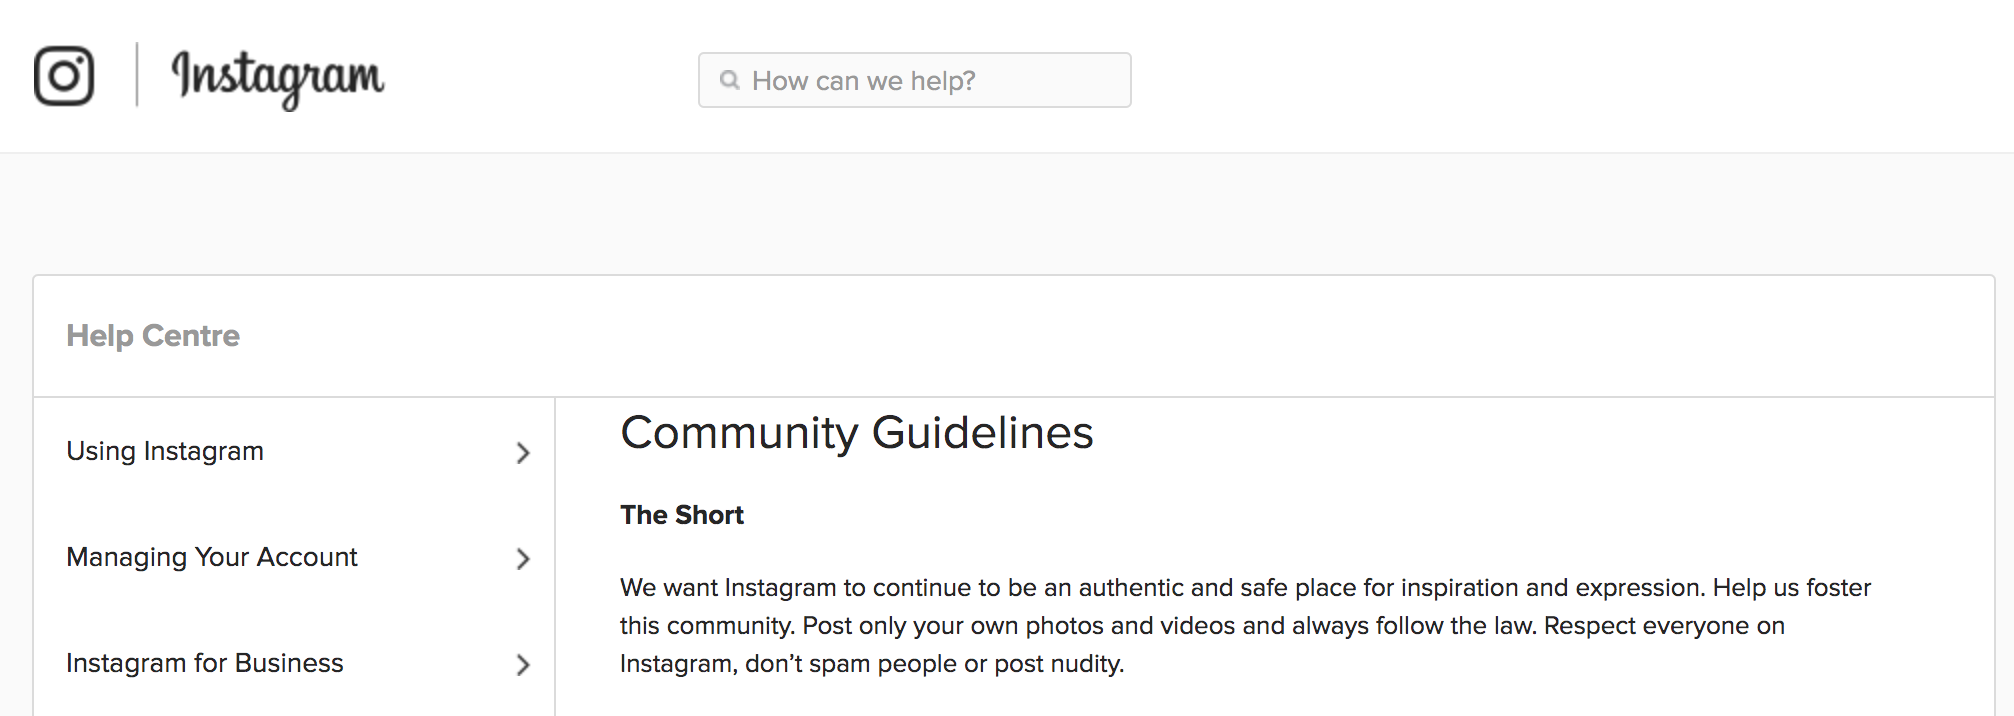 Instagram
How can we help?
Help Centre
Using Instagram
Managing Your Account
Instagram for Business
Community Guidelines
The Short
We want Instagram to continue to be an authentic and safe place for inspiration and expression. Help us foster
this community. Post only your own photos and videos and always follow the law. Respect everyone on
Instagram, don’t spam people or post nudity.